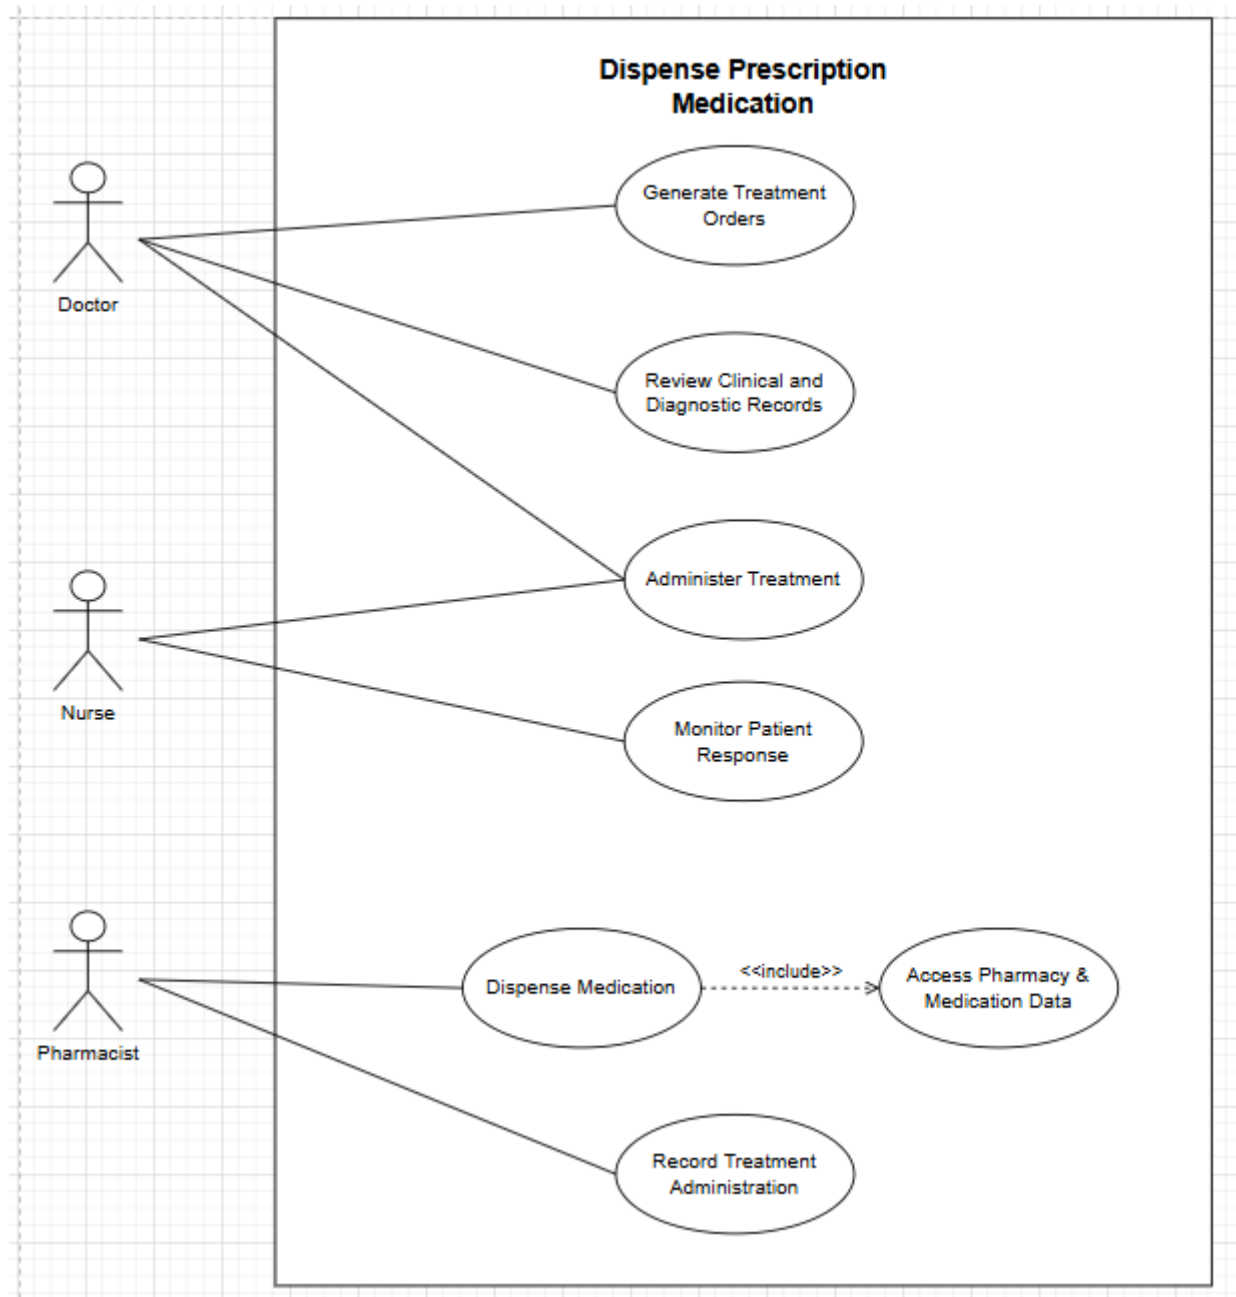 Dispense Prescription
Medication
Generate Treatment
Orders
Doctor
Review Clinical and
Diagnostic Records
Administer Treatment
Nurse
Monitor Patient
Response
Pharmacist
Dispense Medication
<<include>>
Access Pharmacy &
Medication Data
Record Treatment
Administration